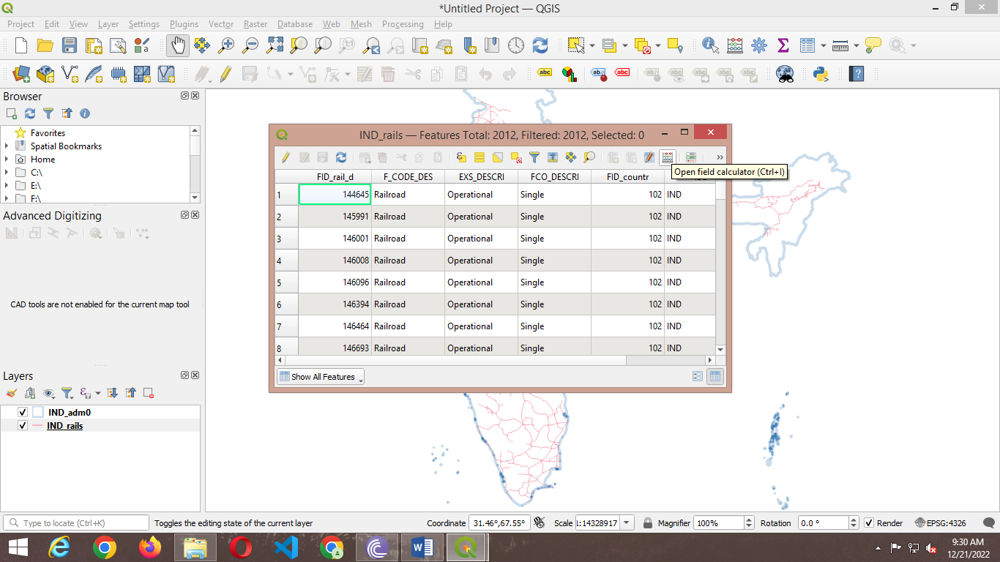 *Untitled Project — QGIS
Project Edit View Layer Settings Plugins Vector Raster Database Web Mesh Processing Help
Browser
Favorites
Spatial Bookmarks
Home
C:\
E:\
F:\
Advanced Digitizing
CAD tools are not enabled for the current map tool
Layers
IND_adm0
IND_rails
IND_rails — Features Total: 2012, Filtered: 2012, Selected: 0
Open field calculator (Ctrl+I)
FID_rail_d F_CODE_DES EXS_DESCRI FCO_DESCRI FID_countr
1 144645 Railroad Operational Single 102 IND
2 145991 Railroad Operational Single 102 IND
3 146001 Railroad Operational Single 102 IND
4 146008 Railroad Operational Single 102 IND
5 146096 Railroad Operational Single 102 IND
6 146394 Railroad Operational Single 102 IND
7 146464 Railroad Operational Single 102 IND
8 146693 Railroad Operational Single 102 IND
Show All Features
Type to locate (Ctrl+K) Toggles the editing state of the current layer Coordinate 31.46°,67.55° Scale 1:14328917 Magnifier 100% Rotation 0.0 ° Render EPSG:4326
9:30 AM
12/21/2022